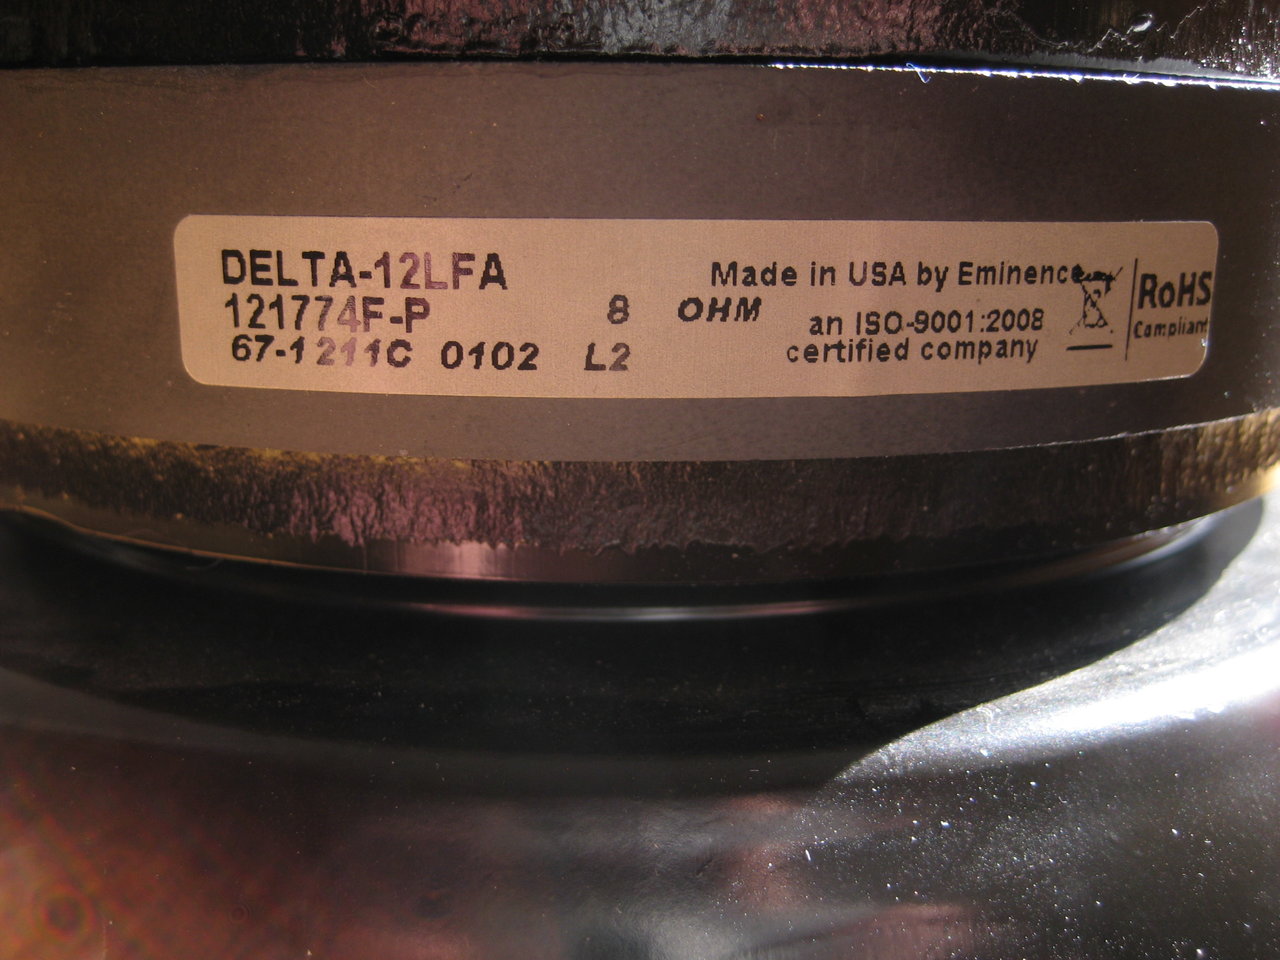 DELTA-12LFA
121774F-P 8 OHM
67-1211C 0102 L2
Made in USA by Eminence
an ISO-9001:2008
certified company
RoHS
Compliant